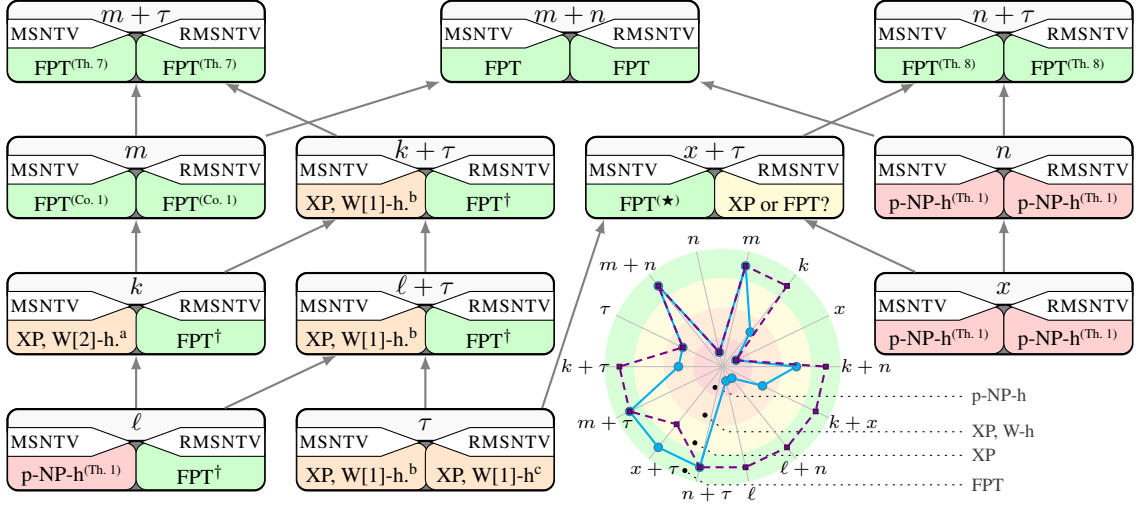 m + τ
MSNTV RMSNTV
FPT(Th. 7) FPT(Th. 7)
m + n
MSNTV RMSNTV
FPT FPT
n + τ
MSNTV RMSNTV
FPT(Th. 8) FPT(Th. 8)
m
MSNTV RMSNTV
FPT(Co. 1) FPT(Co. 1)
k + τ
MSNTV RMSNTV
XP, W[1]-h.b FPT†
x + τ
MSNTV RMSNTV
FPT(★) XP or FPT?
n
MSNTV RMSNTV
p-NP-h(Th. 1) p-NP-h(Th. 1)
k
MSNTV RMSNTV
XP, W[2]-h.a FPT†
ℓ + τ
MSNTV RMSNTV
XP, W[1]-h.b FPT†
x
MSNTV RMSNTV
p-NP-h(Th. 1) p-NP-h(Th. 1)
ℓ
MSNTV RMSNTV
p-NP-h(Th. 1) FPT†
τ
MSNTV RMSNTV
XP, W[1]-h.b XP, W[1]-hc
n
m
k
x
k + n
k + x
ℓ + n
ℓ
n + τ
x + τ
m + τ
k + τ
τ
m + n
p-NP-h
XP, W-h
XP
FPT